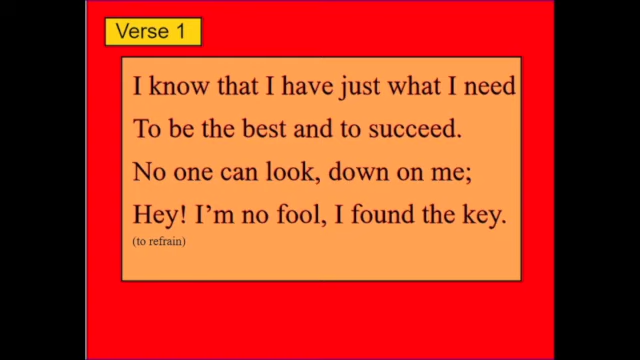 Verse 1
I know that I have just what I need
To be the best and to succeed.
No one can look, down on me;
Hey! I'm no fool, I found the key.
(to refrain)